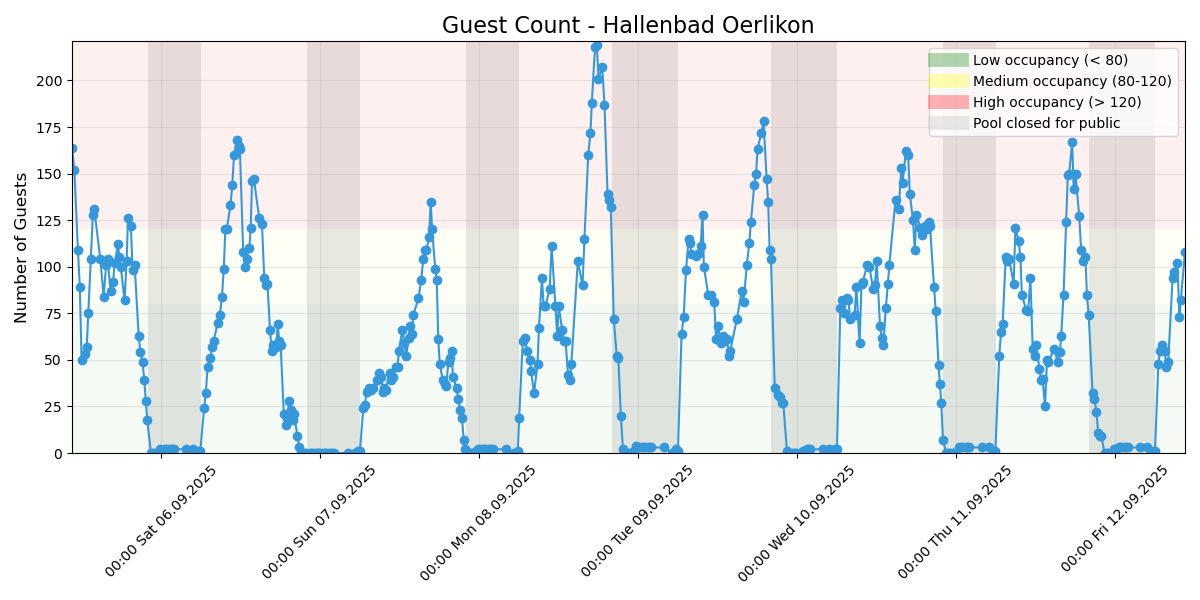 Guest Count - Hallenbad Oerlikon
Number of Guests
200
175
150
125
100
75
50
25
0
Low occupancy (< 80)
Medium occupancy (80-120)
High occupancy (> 120)
Pool closed for public
00:00 Sat 06.09.2025
00:00 Sun 07.09.2025
00:00 Mon 08.09.2025
00:00 Tue 09.09.2025
00:00 Wed 10.09.2025
00:00 Thu 11.09.2025
00:00 Fri 12.09.2025